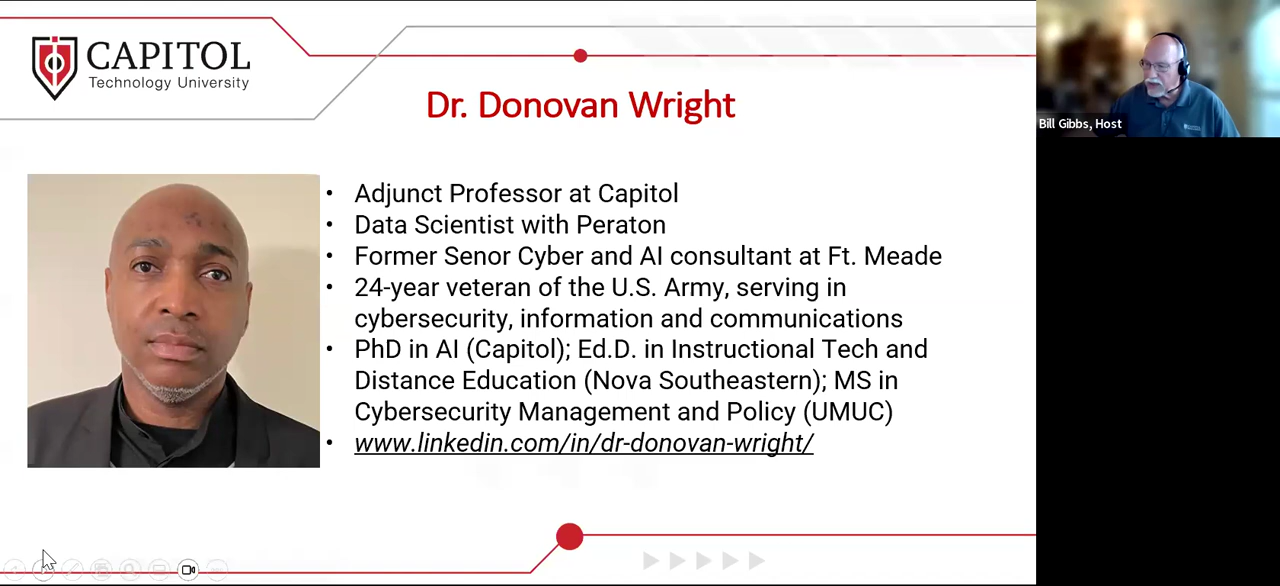 CAPITOL
Technology University
Dr. Donovan Wright
• Adjunct Professor at Capitol
• Data Scientist with Peraton
• Former Senor Cyber and AI consultant at Ft. Meade
• 24-year veteran of the U.S. Army, serving in
cybersecurity, information and communications
• PhD in AI (Capitol); Ed.D. in Instructional Tech and
Distance Education (Nova Southeastern); MS in
Cybersecurity Management and Policy (UMUC)
• www.linkedin.com/in/dr-donovan-wright/
Bill Gibbs, Host